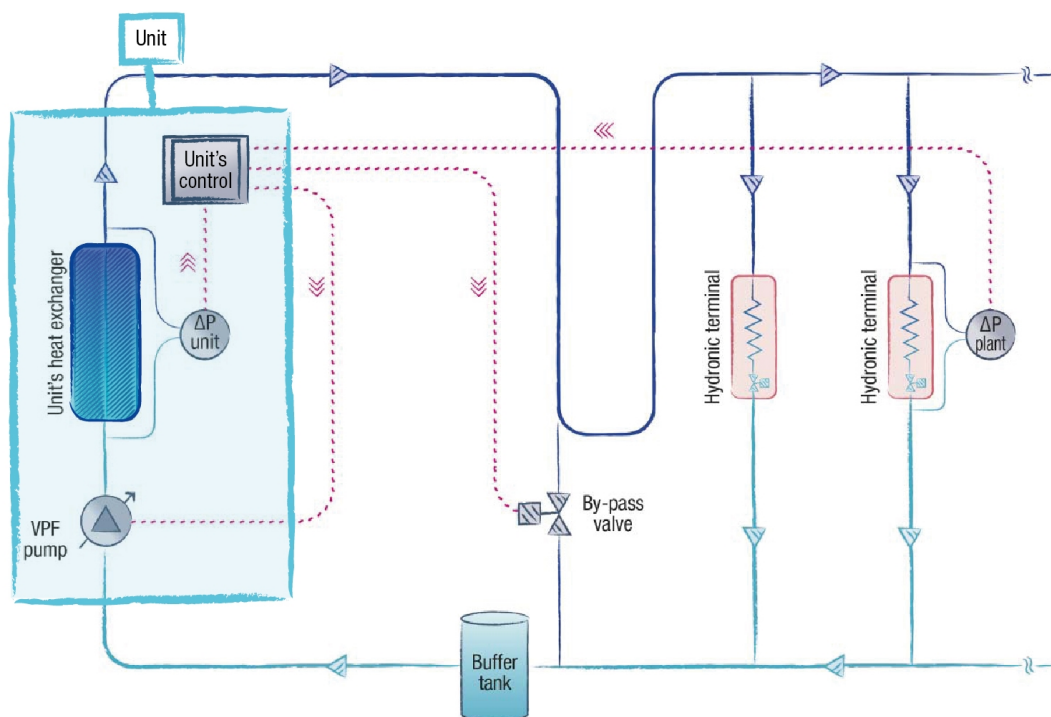 Unit
Unit's
control
Unit's heat exchanger
ΔP
unit
VPF
pump
By-pass
valve
Buffer
tank
Hydronic terminal
Hydronic terminal
ΔP
plant